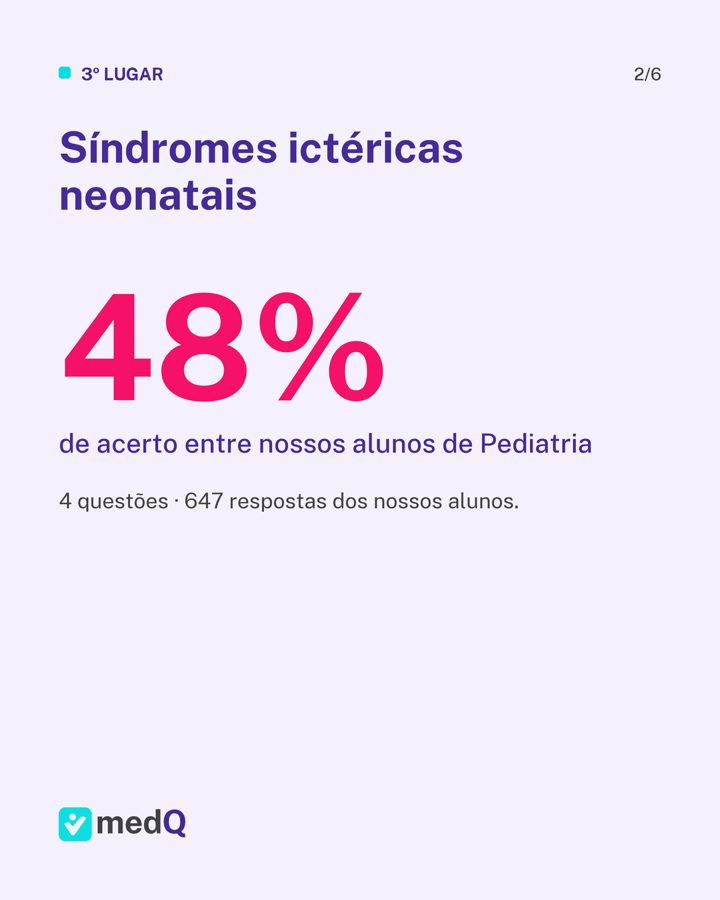 3º LUGAR
2/6
Síndromes ictéricas
neonatais
48%
de acerto entre nossos alunos de Pediatria
4 questões · 647 respostas dos nossos alunos.
medQ